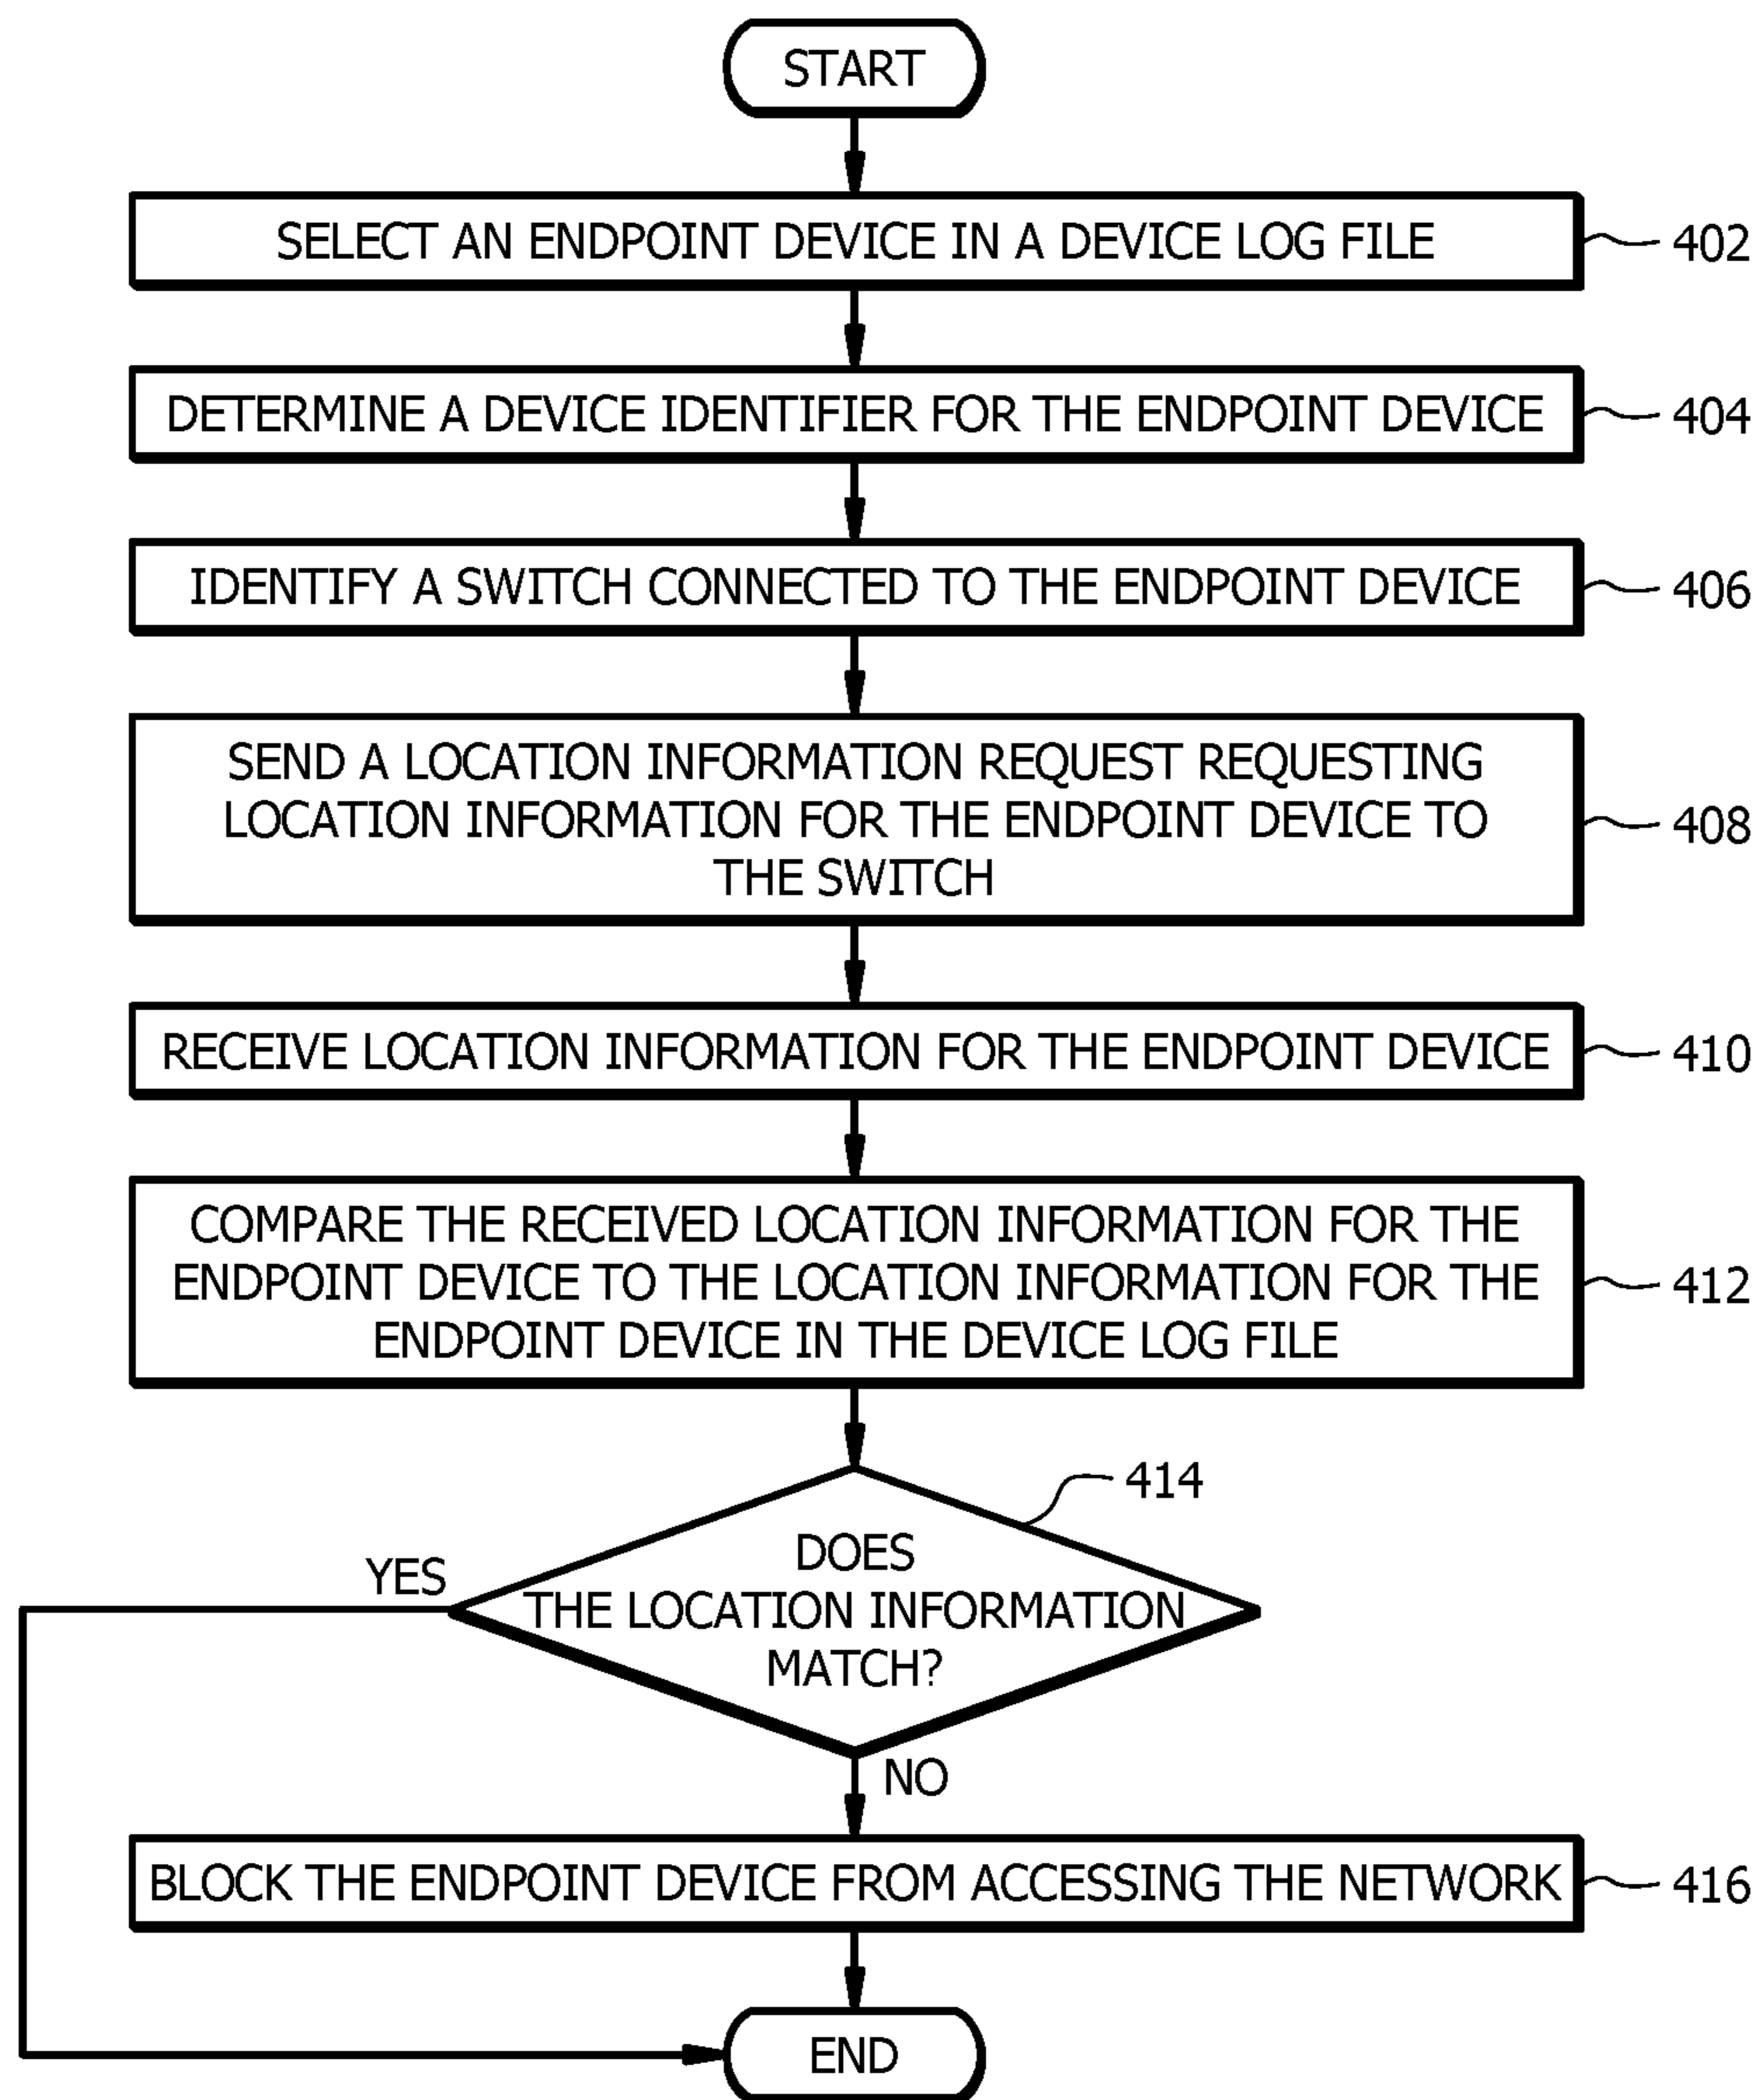 START
SELECT AN ENDPOINT DEVICE IN A DEVICE LOG FILE
402
DETERMINE A DEVICE IDENTIFIER FOR THE ENDPOINT DEVICE
404
IDENTIFY A SWITCH CONNECTED TO THE ENDPOINT DEVICE
406
SEND A LOCATION INFORMATION REQUEST REQUESTING
LOCATION INFORMATION FOR THE ENDPOINT DEVICE TO
THE SWITCH
408
RECEIVE LOCATION INFORMATION FOR THE ENDPOINT DEVICE
410
COMPARE THE RECEIVED LOCATION INFORMATION FOR THE
ENDPOINT DEVICE TO THE LOCATION INFORMATION FOR THE
ENDPOINT DEVICE IN THE DEVICE LOG FILE
412
414
DOES
THE LOCATION INFORMATION
MATCH?
YES
NO
BLOCK THE ENDPOINT DEVICE FROM ACCESSING THE NETWORK
416
END